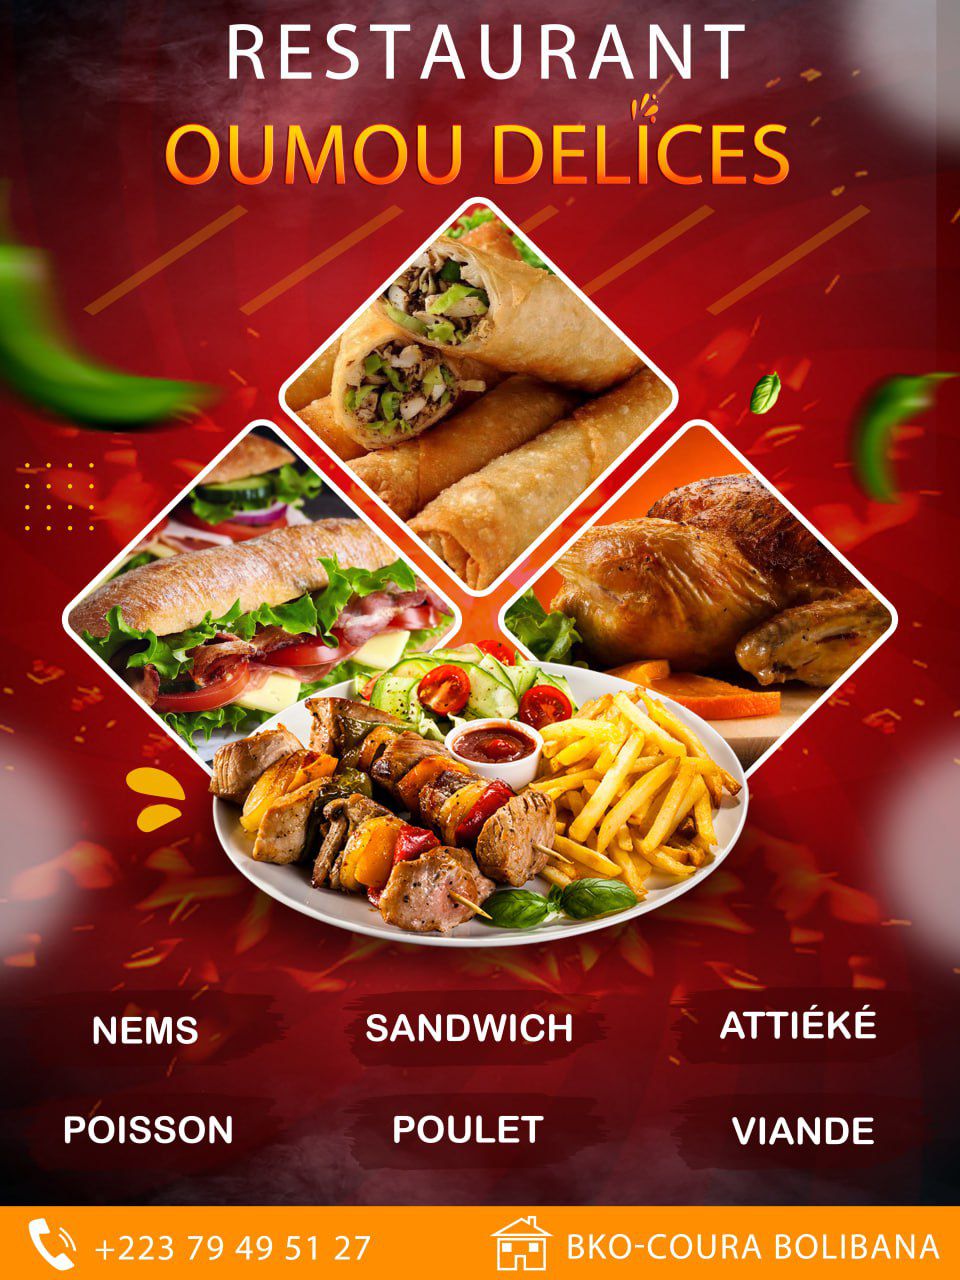 RESTAURANT
OUMOU DELICES
NEMS
SANDWICH
ATTIÉKÉ
POISSON
POULET
VIANDE
+223 79 49 51 27
BKO-COURA BOLIBANA